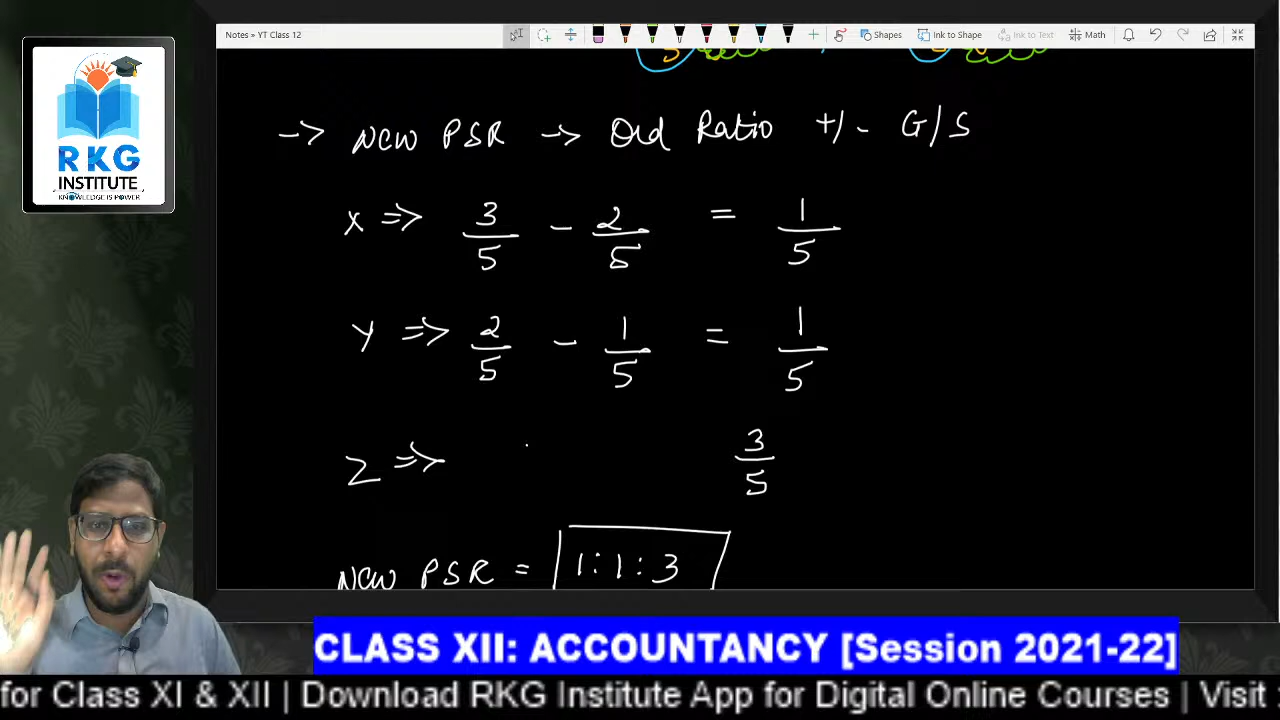 Notes » YT Class 12
Shapes
Ink to Shape
Ink to Text
Math
RKG
INSTITUTE
KNOWLEDGE IS POWER
-> New PSR -> Old Ratio +/- G/S
X => 3/5 - 2/5 = 1/5
Y => 2/5 - 1/5 = 1/5
Z => 3/5
New PSR = 1:1:3
CLASS XII: ACCOUNTANCY [Session 2021-22]
for Class XI & XII | Download RKG Institute App for Digital Online Courses | Visit